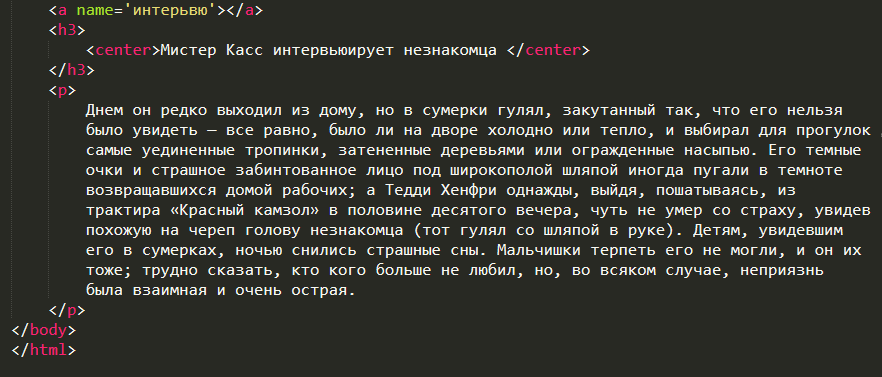 <a name='интерьвю'></a>
<h3>
<center>Мистер Касс интервьюирует незнакомца </center>
</h3>
<p>
Днем он редко выходил из дому, но в сумерки гулял, закутанный так, что его нельзя
было увидеть — все равно, было ли на дворе холодно или тепло, и выбирал для прогулок
самые уединенные тропинки, затененные деревьями или огражденные насыпью. Его темные
очки и страшное забинтованное лицо под широкополой шляпой иногда пугали в темноте
возвращавшихся домой рабочих; а Тедди Хенфри однажды, выйдя, пошатываясь, из
трактира «Красный камзол» в половине десятого вечера, чуть не умер со страху, увидев
похожую на череп голову незнакомца (тот гулял со шляпой в руке). Детям, увидевшим
его в сумерках, ночью снились страшные сны. Мальчишки терпеть его не могли, и он их
тоже; трудно сказать, кто кого больше не любил, но, во всяком случае, неприязнь
была взаимная и очень острая.
</p>
</body>
</html>